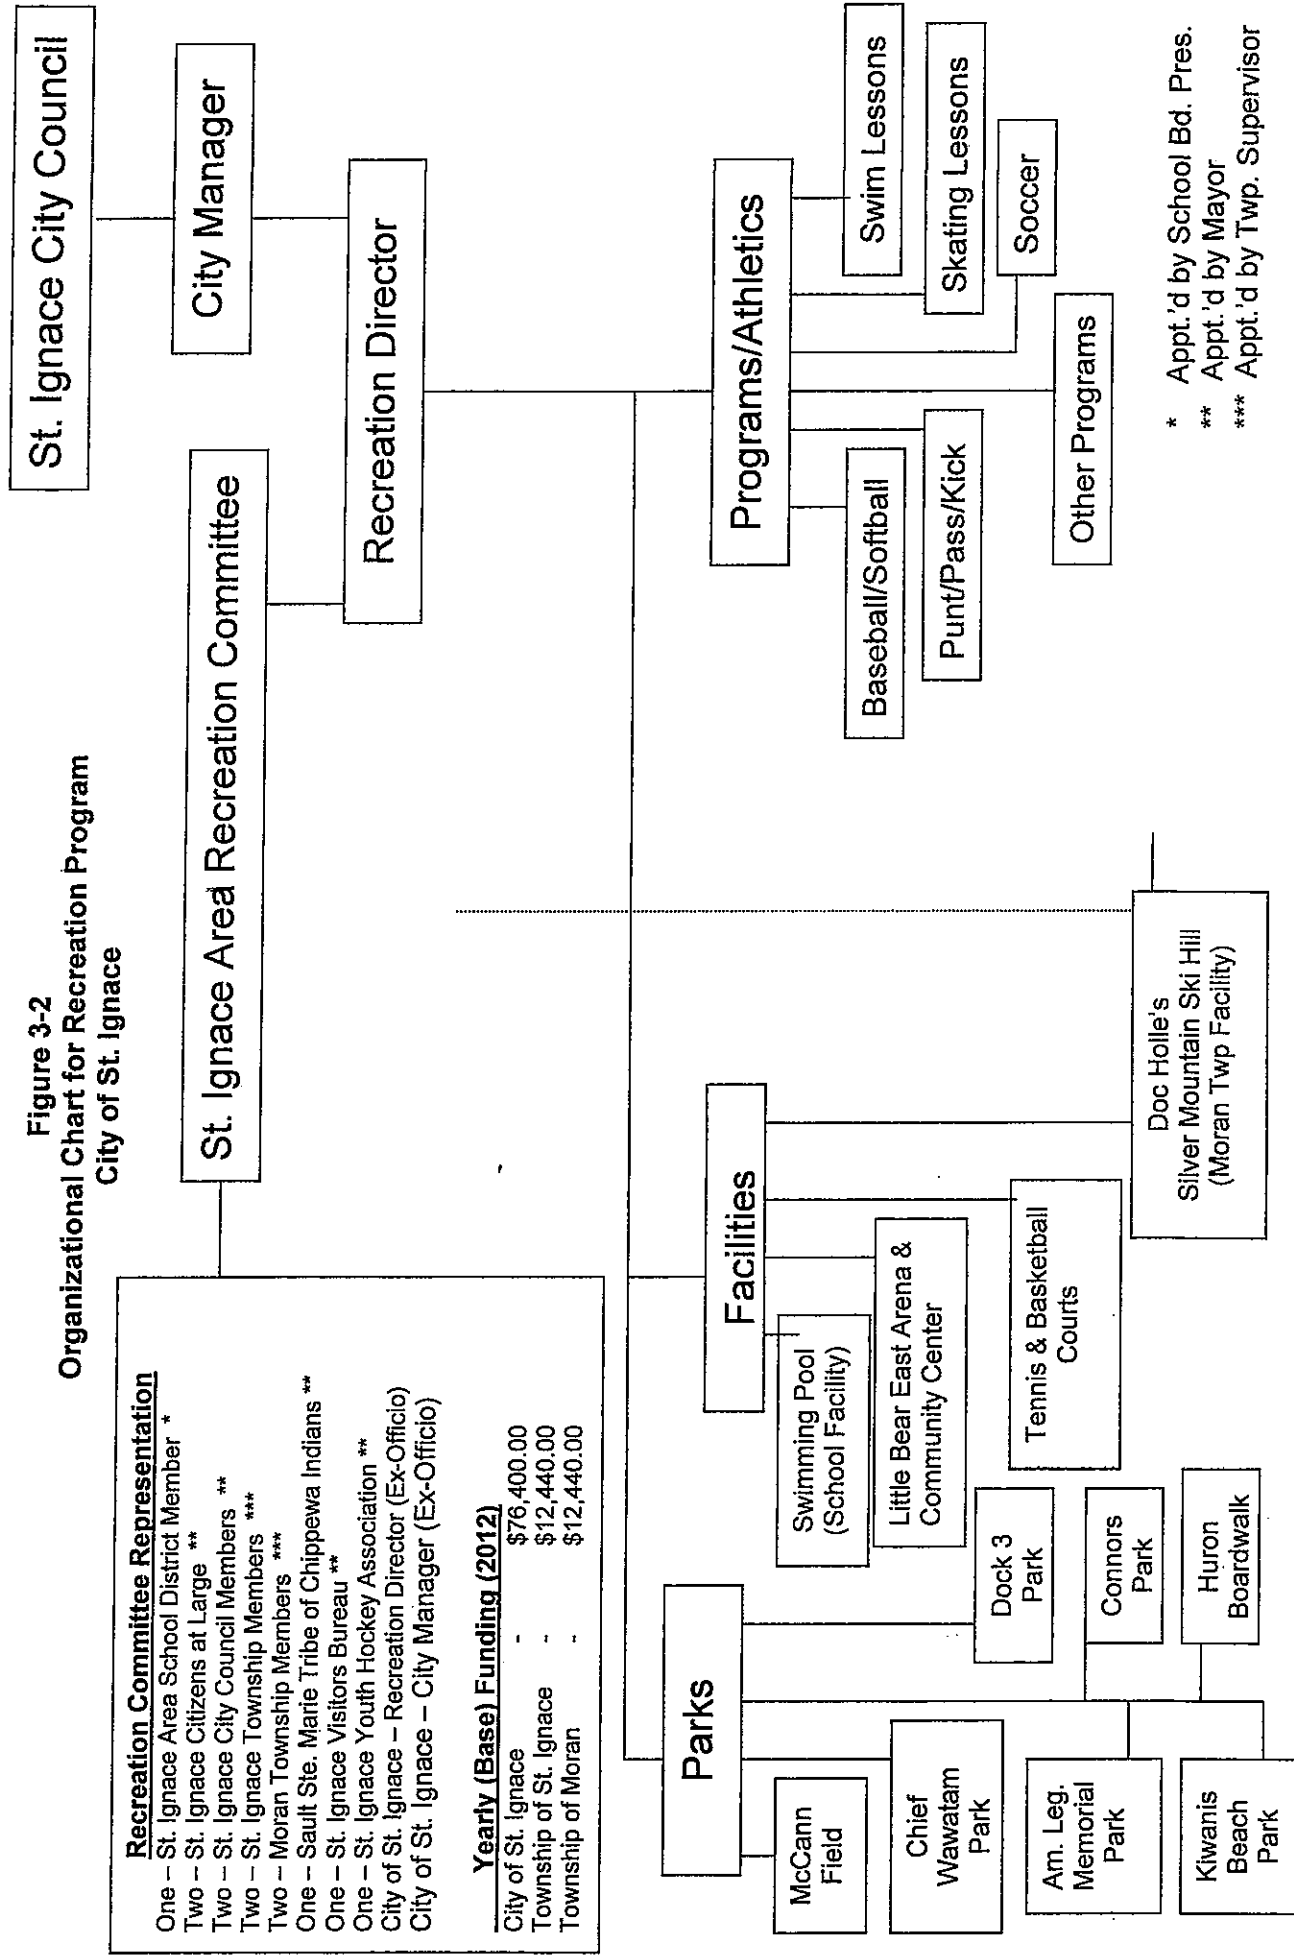 Figure 3-2
Organizational Chart for Recreation Program
City of St. Ignace
St. Ignace City Council
City Manager
St. Ignace Area Recreation Committee
Recreation Director
Recreation Committee Representation
One – St. Ignace Area School District Member *
Two – St. Ignace Citizens at Large **
Two – St. Ignace City Council Members **
Two – St. Ignace Township Members ***
Two – Moran Township Members ***
One – Sault Ste. Marie Tribe of Chippewa Indians **
One – St. Ignace Visitors Bureau **
One – St. Ignace Youth Hockey Association **
City of St. Ignace – Recreation Director (Ex-Officio)
City of St. Ignace – City Manager (Ex-Officio)
Yearly (Base) Funding (2012)
City of St. Ignace - $76,400.00
Township of St. Ignace - $12,440.00
Township of Moran - $12,440.00
Parks
McCann
Field
Chief
Wawatam
Park
Am. Leg.
Memorial
Park
Kiwanis
Beach
Park
Dock 3
Park
Connors
Park
Huron
Boardwalk
Facilities
Swimming Pool
(School Facility)
Little Bear East Arena &
Community Center
Tennis & Basketball
Courts
Doc Holle's
Silver Mountain Ski Hill
(Moran Twp Facility)
Programs/Athletics
Baseball/Softball
Punt/Pass/Kick
Other Programs
Swim Lessons
Skating Lessons
Soccer
* Appt.'d by School Bd. Pres.
** Appt.'d by Mayor
*** Appt.'d by Twp. Supervisor